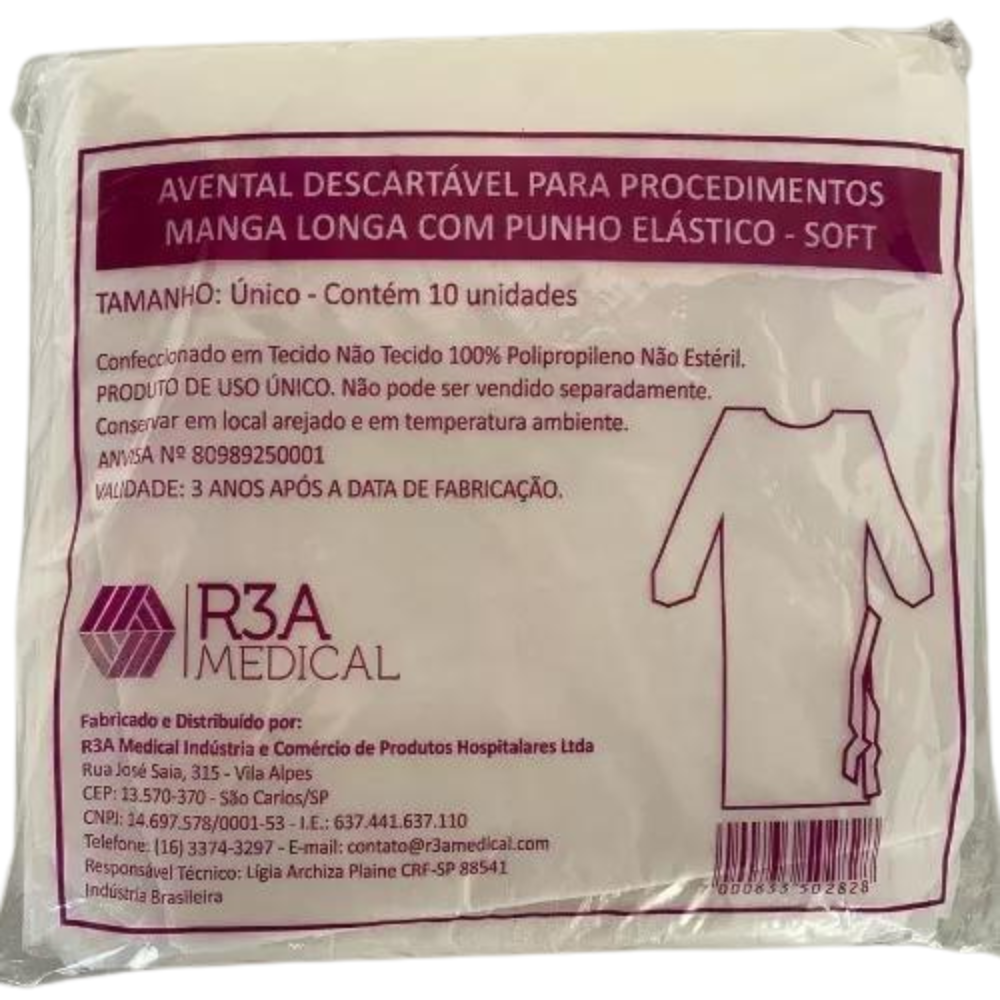 AVENTAL DESCARTÁVEL PARA PROCEDIMENTOS
MANGA LONGA COM PUNHO ELÁSTICO - SOFT
TAMANHO: Único - Contém 10 unidades
Confeccionado em Tecido Não Tecido 100% Polipropileno Não Estéril.
PRODUTO DE USO ÚNICO. Não pode ser vendido separadamente.
Conservar em local arejado e em temperatura ambiente.
ANVISA Nº 80989250001
VALIDADE: 3 ANOS APÓS A DATA DE FABRICAÇÃO.
R3A
MEDICAL
Fabricado e Distribuído por:
R3A Medical Indústria e Comércio de Produtos Hospitalares Ltda
Rua José Saia, 315 - Vila Alpes
CEP: 13.570-370 - São Carlos/SP
CNPJ: 14.697.578/0001-53 - I.E.: 637.441.637.110
Telefone: (16) 3374-3297 - E-mail: contato@r3amedical.com
Responsável Técnico: Lígia Archiza Plaine CRF-SP 88541
Indústria Brasileira
7 000833 502828